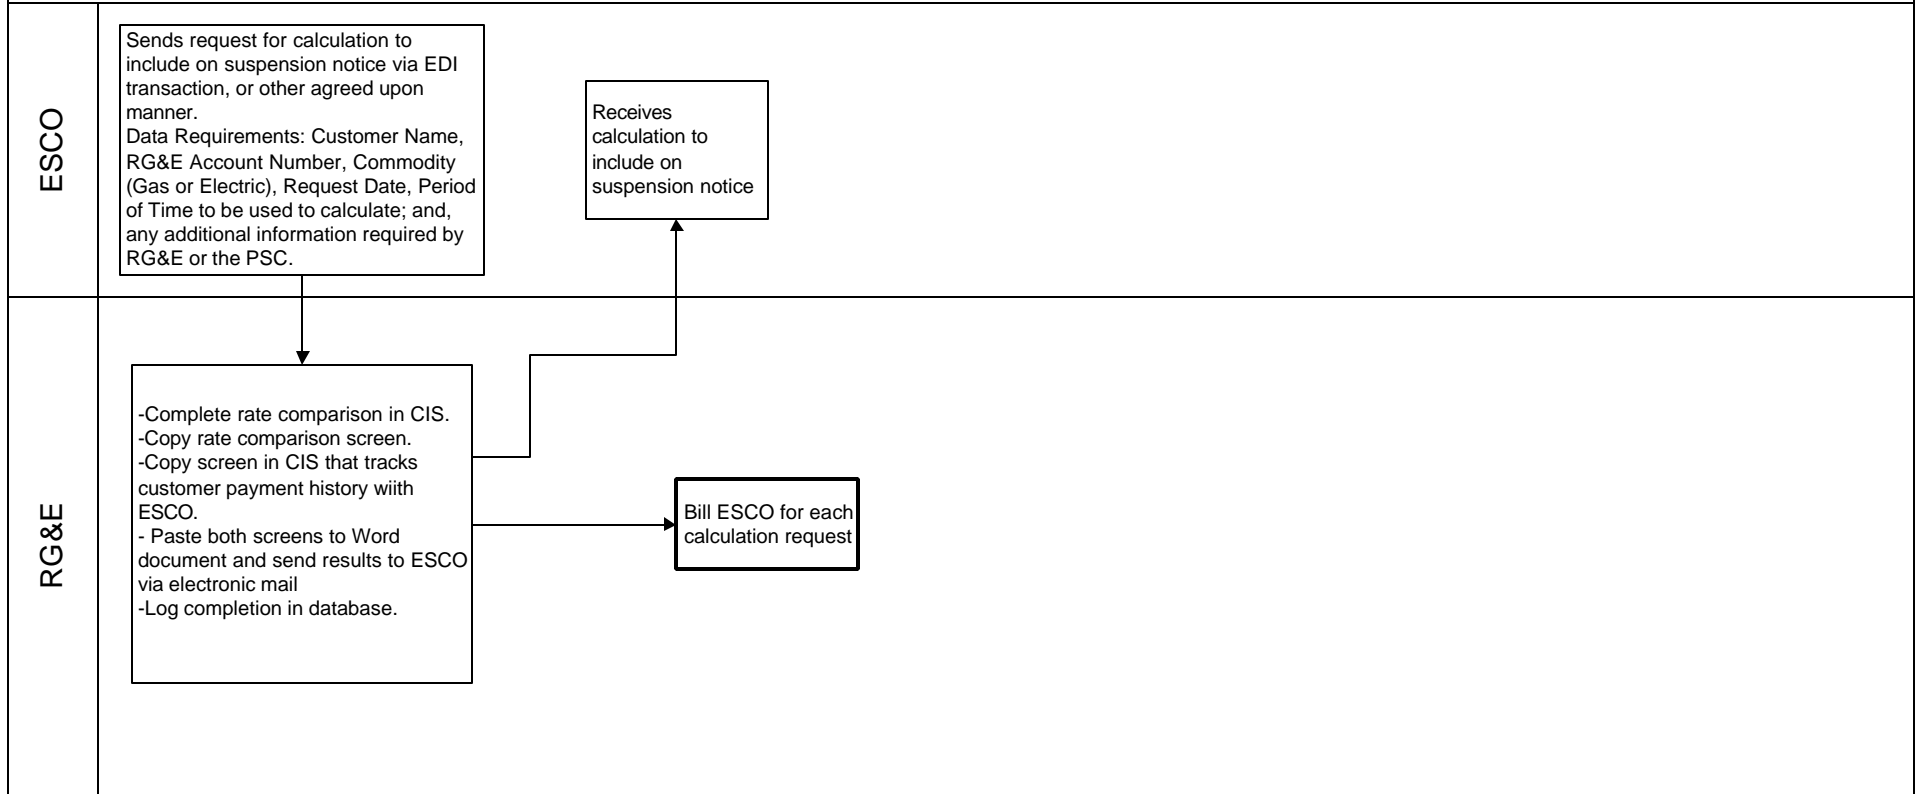 ESCO
Sends request for calculation to
include on suspension notice via EDI
transaction, or other agreed upon
manner.
Data Requirements: Customer Name,
RG&E Account Number, Commodity
(Gas or Electric), Request Date, Period
of Time to be used to calculate; and,
any additional information required by
RG&E or the PSC.
Receives
calculation to
include on
suspension notice
RG&E
-Complete rate comparison in CIS.
-Copy rate comparison screen.
-Copy screen in CIS that tracks
customer payment history wiith
ESCO.
- Paste both screens to Word
document and send results to ESCO
via electronic mail
-Log completion in database.
Bill ESCO for each
calculation request